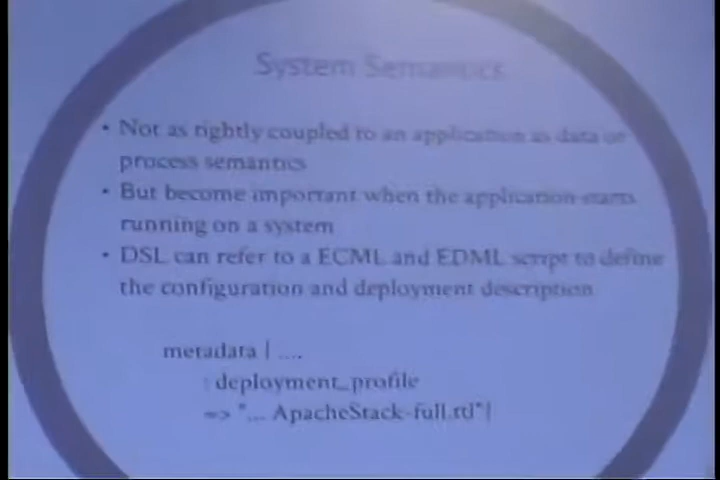 System Semantics
• Not as tightly coupled to an application as data or
process semantics
• But become important when the application starts
running on a system
• DSL can refer to a ECML and EDML script to define
the configuration and deployment description
metadata { ....
:deployment_profile
=> "... ApacheStack-full.ttl"}